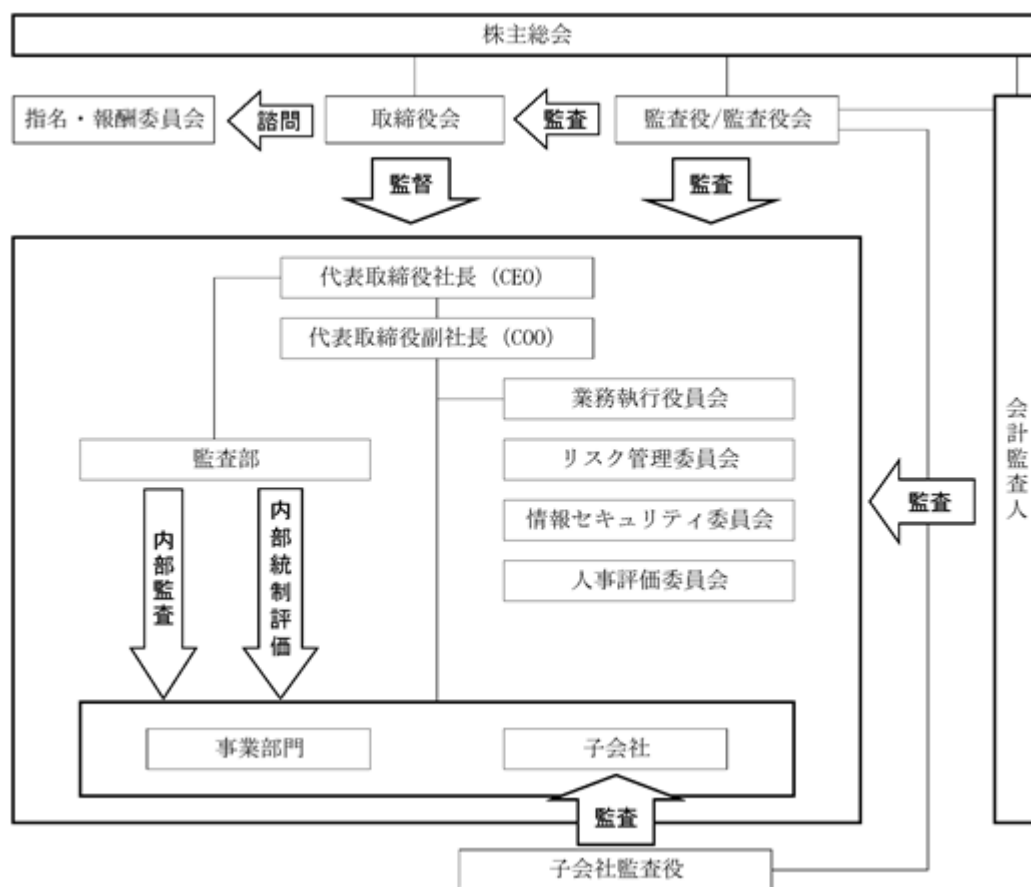 株主総会
指名・報酬委員会
諮問
取締役会
監査
監査役/監査役会
監督
監査
代表取締役社長 (CEO)
代表取締役副社長 (COO)
業務執行役員会
監査部
リスク管理委員会
情報セキュリティ委員会
人事評価委員会
内部監査
内部統制評価
監査
会計監査人
事業部門
子会社
監査
子会社監査役